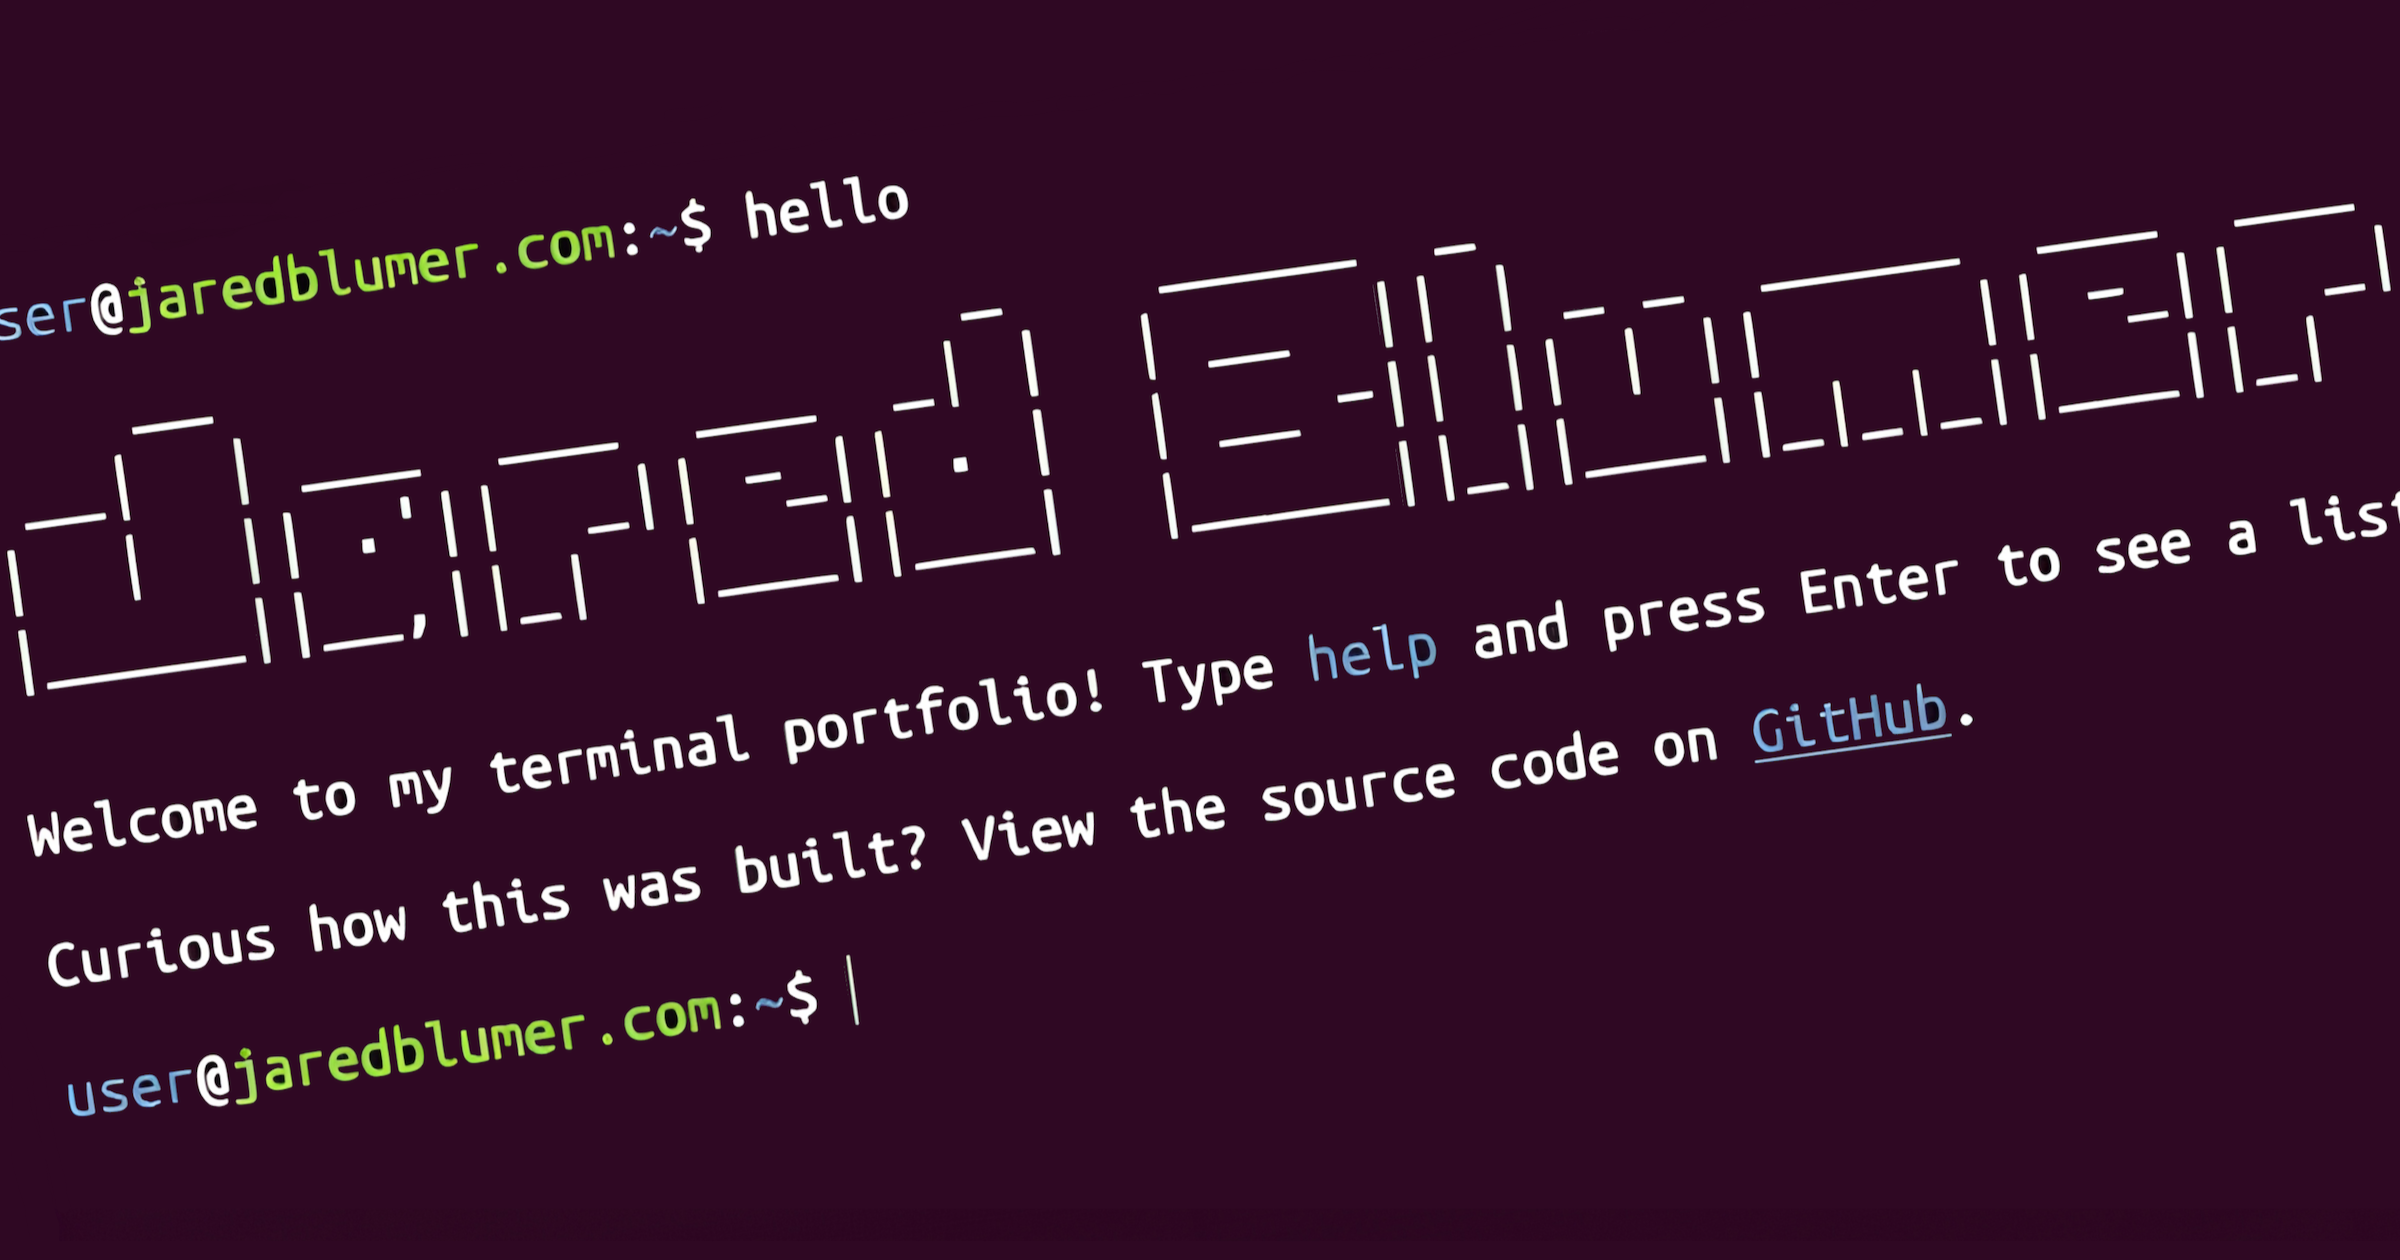 ser@jaredblumer.com:~$ hello
Jared Blumer
Welcome to my terminal portfolio! Type help and press Enter to see a list
Curious how this was built? View the source code on GitHub.
user@jaredblumer.com:~$